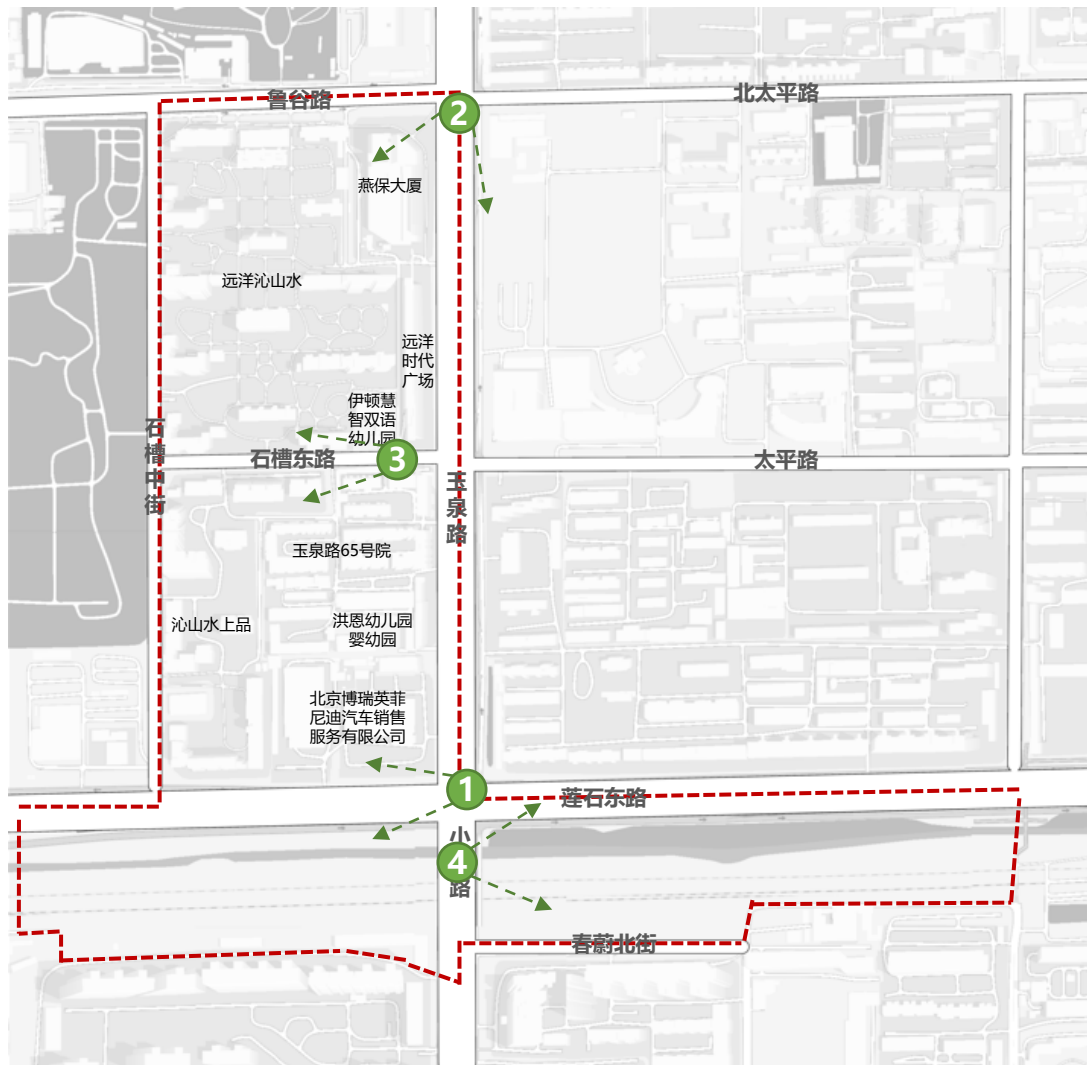 鲁谷路
北太平路
2
燕保大厦
远洋沁山水
远洋
时代
广场
伊顿慧
智双语
幼儿园
石槽中街
石槽东路
3
太平路
玉泉路
玉泉路65号院
沁山水上品
洪恩幼儿园
婴幼园
北京博瑞英菲
尼迪汽车销售
服务有限公司
1
莲石东路
小
4
路
春蔚北街